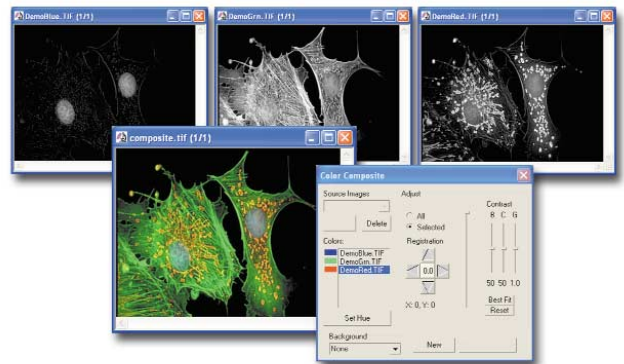 DemoBlue.TIF (1/1)
DemoGrn.TIF (1/1)
DemoRed.TIF (1/1)
composite.tif (1/1)
Color Composite
Source Images
Delete
Colors:
DemoBlue.TIF
DemoGrn.TIF
DemoRed.TIF
Set Hue
Background
None
Adjust
All
Selected
Registration
0.0
X: 0, Y: 0
New
Contrast
B C G
50 50 1.0
Best Fit
Reset